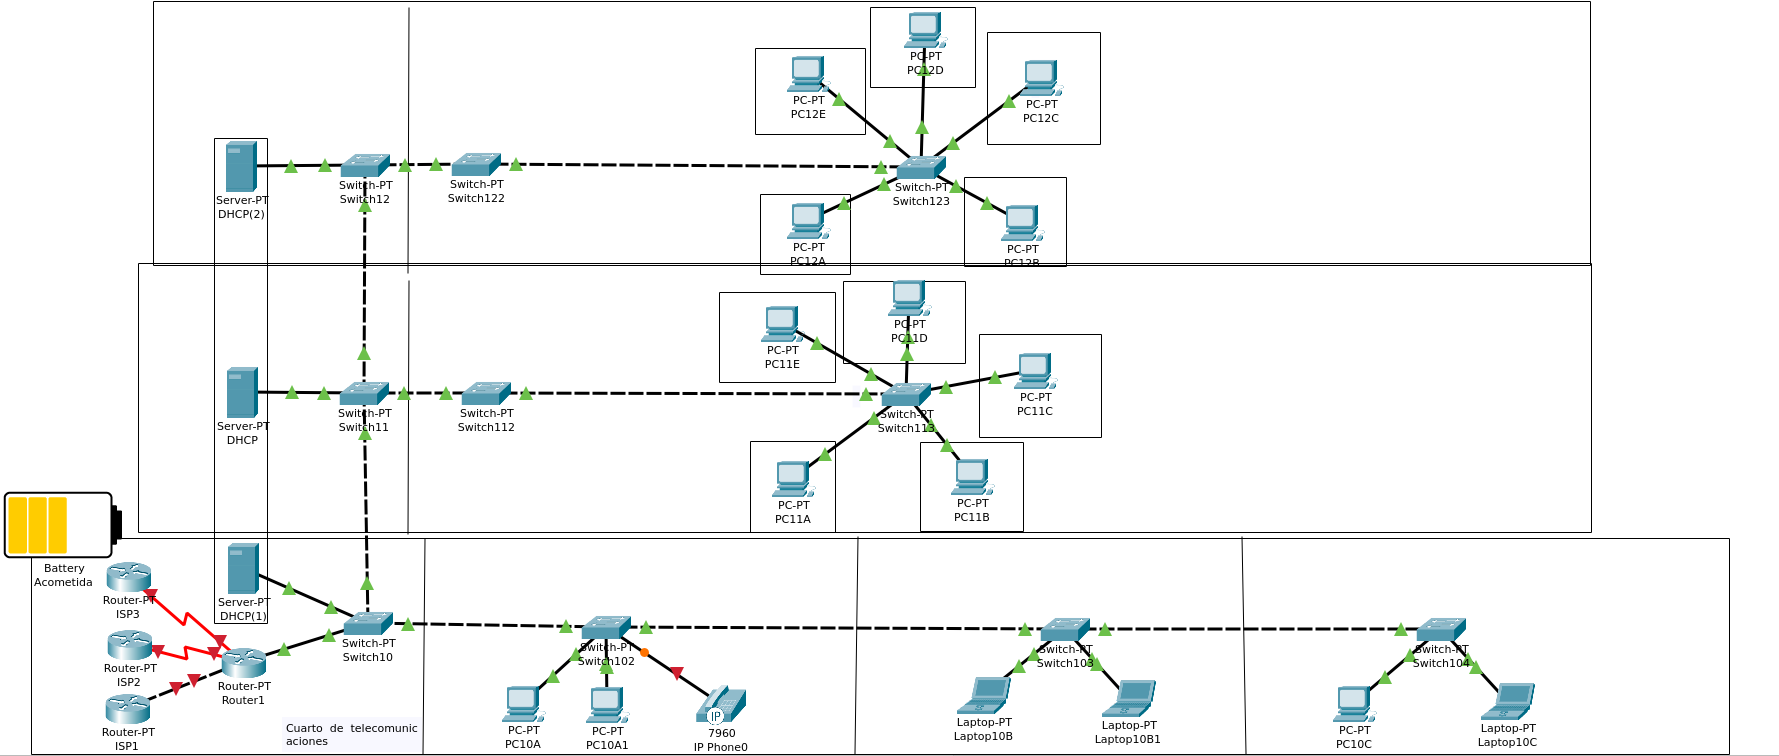 PC-PT
PC12D
PC-PT
PC12E
PC-PT
PC12C
Server-PT
DHCP(2)
Switch-PT
Switch12
Switch-PT
Switch122
Switch-PT
Switch123
PC-PT
PC12A
PC-PT
PC12B
PC-PT
PC11D
PC-PT
PC11E
PC-PT
PC11C
Server-PT
DHCP
Switch-PT
Switch11
Switch-PT
Switch112
Switch-PT
Switch113
PC-PT
PC11A
PC-PT
PC11B
Battery
Acometida
Router-PT
ISP3
Server-PT
DHCP(1)
Router-PT
ISP2
Router-PT
Router1
Router-PT
ISP1
Switch-PT
Switch10
Cuarto de telecomunic
aciones
Switch-PT
Switch102
PC-PT
PC10A
PC-PT
PC10A1
IP
7960
IP Phone0
Switch-PT
Switch103
Laptop-PT
Laptop10B
Laptop-PT
Laptop10B1
Switch-PT
Switch104
PC-PT
PC10C
Laptop-PT
Laptop10C